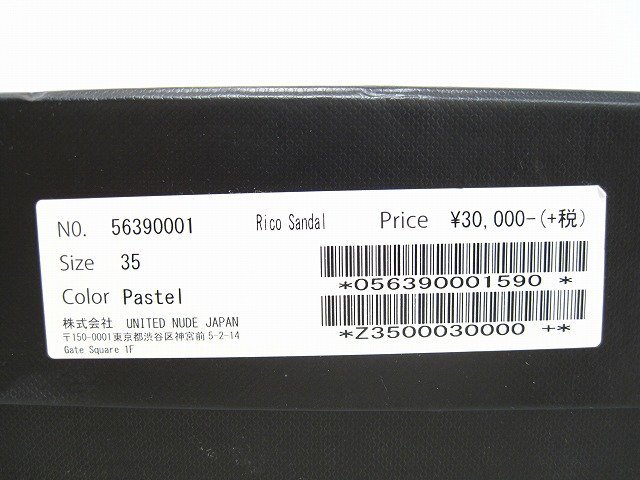 NO. 56390001 Rico Sandal Price ¥30,000-(+税)
Size 35
*056390001590 *
Color Pastel
*Z3500030000 +*
株式会社 UNITED NUDE JAPAN
〒150-0001東京都渋谷区神宮前 5-2-14
Gate Square 1F